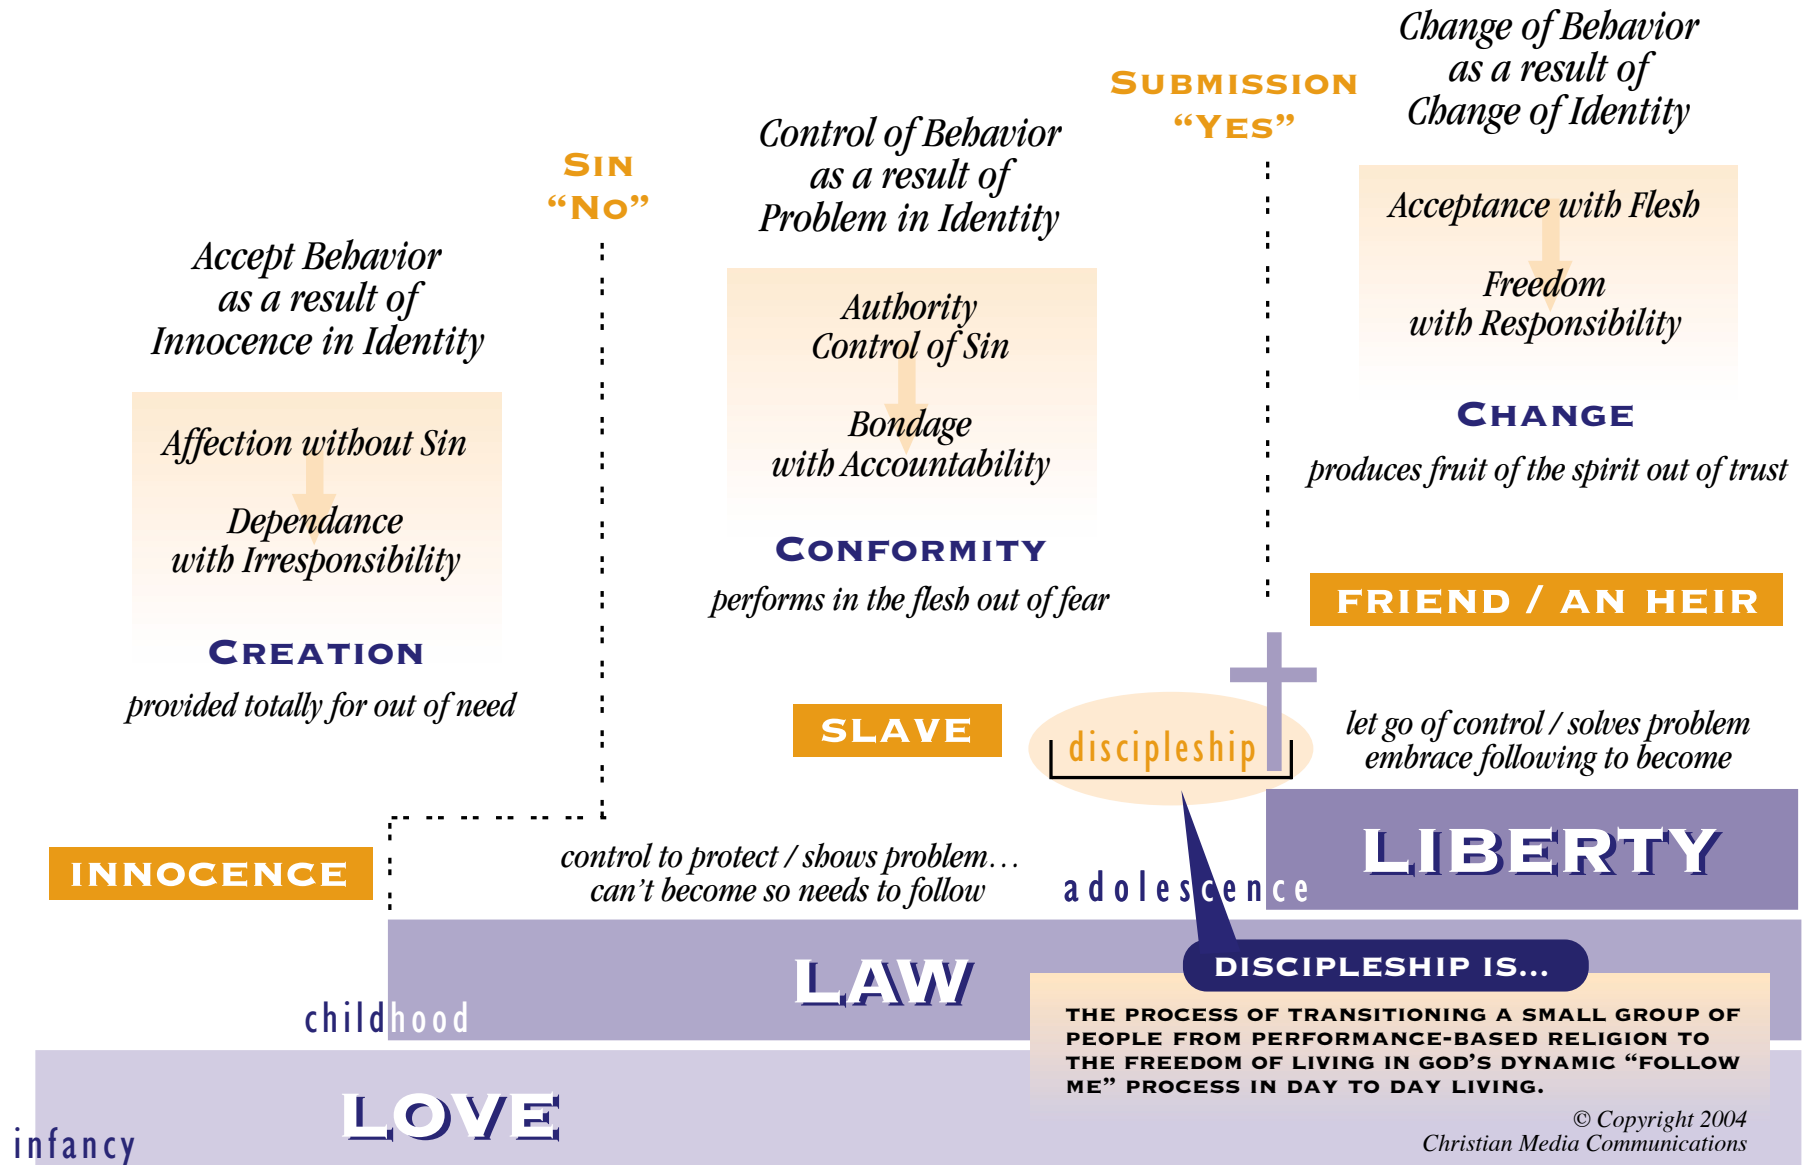 Accept Behavior
as a result of
Innocence in Identity
Affection without Sin
Dependance
with Irresponsibility
CREATION
provided totally for out of need
INNOCENCE
SIN
“NO”
Control of Behavior
as a result of
Problem in Identity
Authority
Control of Sin
Bondage
with Accountability
CONFORMITY
performs in the flesh out of fear
SLAVE
control to protect / shows problem…
can’t become so needs to follow
SUBMISSION
“YES”
Change of Behavior
as a result of
Change of Identity
Acceptance with Flesh
Freedom
with Responsibility
CHANGE
produces fruit of the spirit out of trust
FRIEND / AN HEIR
discipleship
let go of control / solves problem
embrace following to become
LIBERTY
adolescence
LAW
childhood
LOVE
infancy
DISCIPLESHIP IS...
THE PROCESS OF TRANSITIONING A SMALL GROUP OF
PEOPLE FROM PERFORMANCE-BASED RELIGION TO
THE FREEDOM OF LIVING IN GOD’S DYNAMIC “FOLLOW
ME” PROCESS IN DAY TO DAY LIVING.
© Copyright 2004
Christian Media Communications